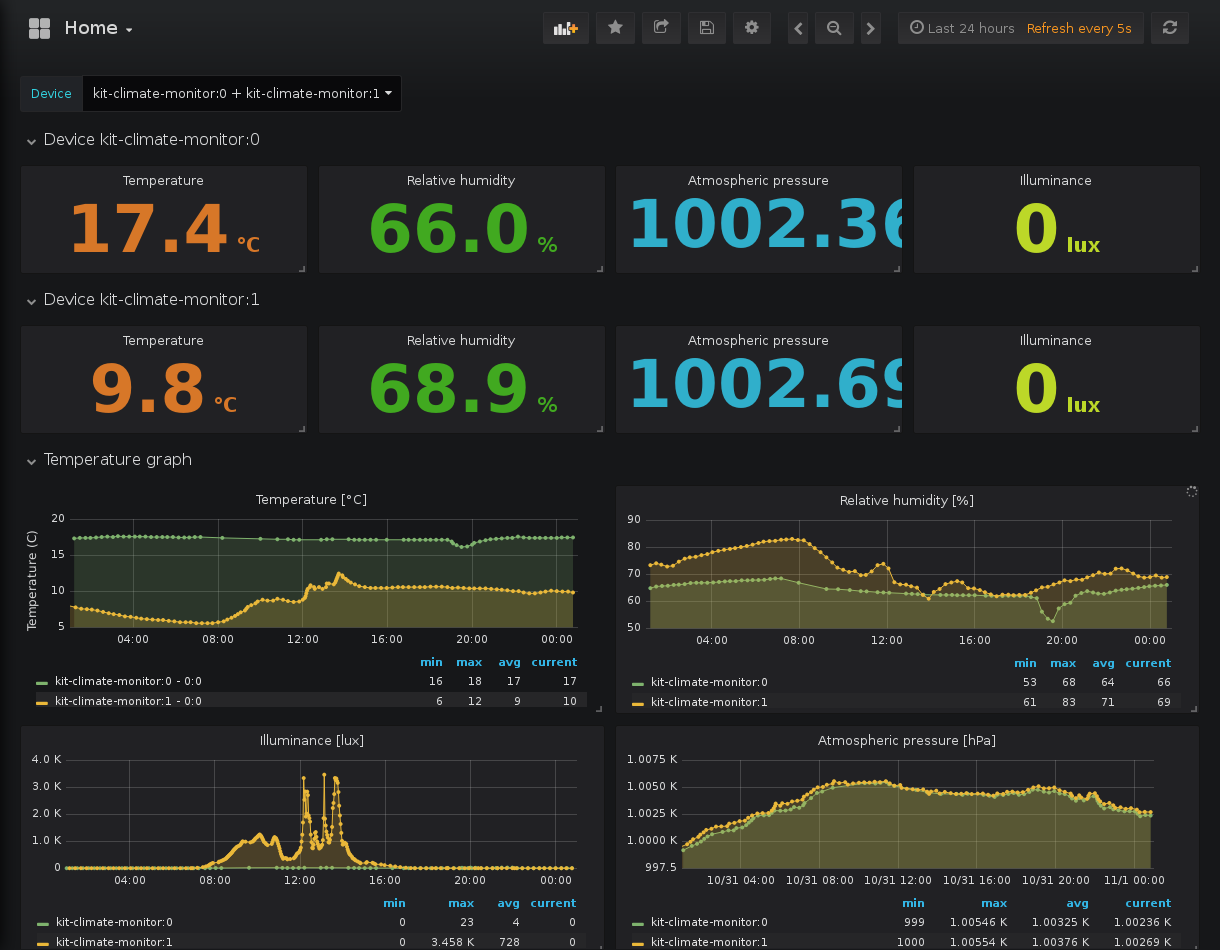 Home
Last 24 hours Refresh every 5s
Device kit-climate-monitor:0 + kit-climate-monitor:1
Device kit-climate-monitor:0
Temperature Relative humidity Atmospheric pressure Illuminance
17.4 °C 66.0 % 1002.36 0 lux
Device kit-climate-monitor:1
Temperature Relative humidity Atmospheric pressure Illuminance
9.8 °C 68.9 % 1002.69 0 lux
Temperature graph
Temperature [°C]
Temperature (C)
20
15
10
5
04:00 08:00 12:00 16:00 20:00 00:00
min max avg current
kit-climate-monitor:0 - 0:0 16 18 17 17
kit-climate-monitor:1 - 0:0 6 12 9 10
Relative humidity [%]
90
80
70
60
50
04:00 08:00 12:00 16:00 20:00 00:00
min max avg current
kit-climate-monitor:0 53 68 64 66
kit-climate-monitor:1 61 83 71 69
Illuminance [lux]
4.0 K
3.0 K
2.0 K
1.0 K
0
04:00 08:00 12:00 16:00 20:00 00:00
min max avg current
kit-climate-monitor:0 0 23 4 0
kit-climate-monitor:1 0 3.458 K 728 0
Atmospheric pressure [hPa]
1.0075 K
1.0050 K
1.0025 K
1.0000 K
997.5
10/31 04:00 10/31 08:00 10/31 12:00 10/31 16:00 10/31 20:00 11/1 00:00
min max avg current
kit-climate-monitor:0 999 1.00546 K 1.00325 K 1.00236 K
kit-climate-monitor:1 1000 1.00554 K 1.00376 K 1.00269 K